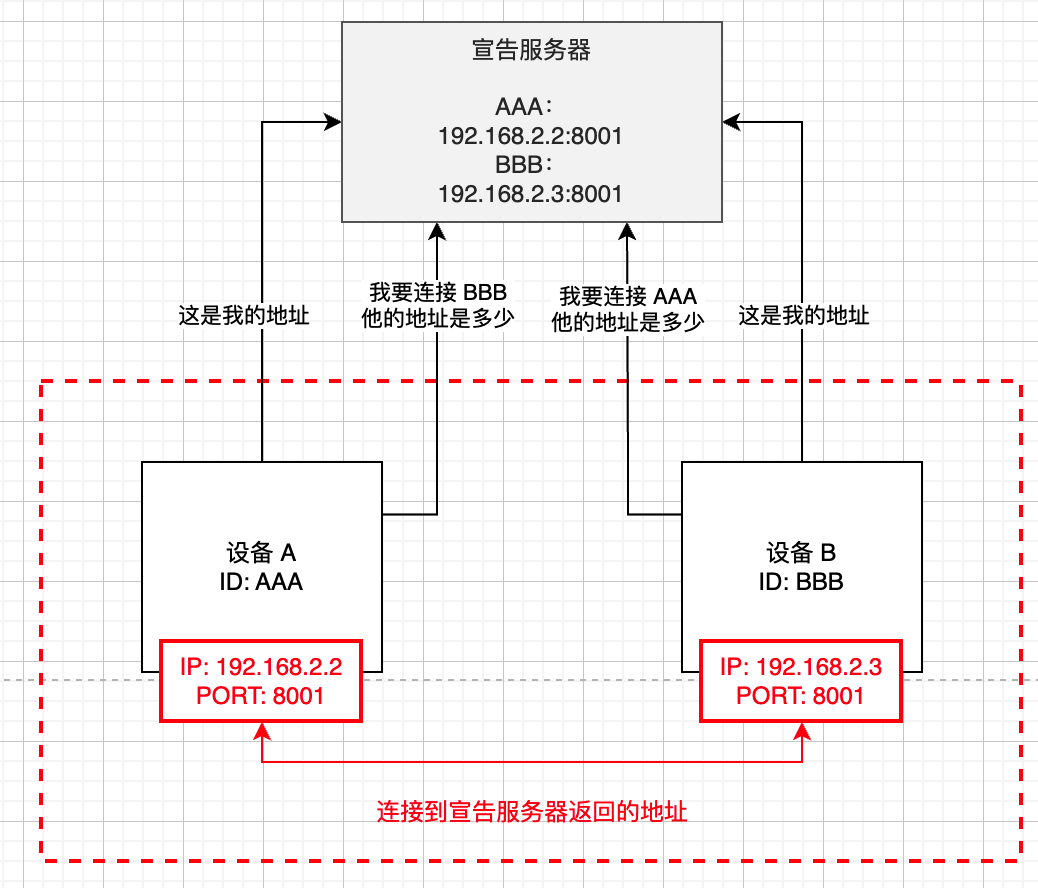 宣告服务器
AAA：
192.168.2.2:8001
BBB：
192.168.2.3:8001
这是我的地址
我要连接 BBB
他的地址是多少
我要连接 AAA
他的地址是多少
这是我的地址
设备 A
ID: AAA
设备 B
ID: BBB
IP: 192.168.2.2
PORT: 8001
IP: 192.168.2.3
PORT: 8001
连接到宣告服务器返回的地址